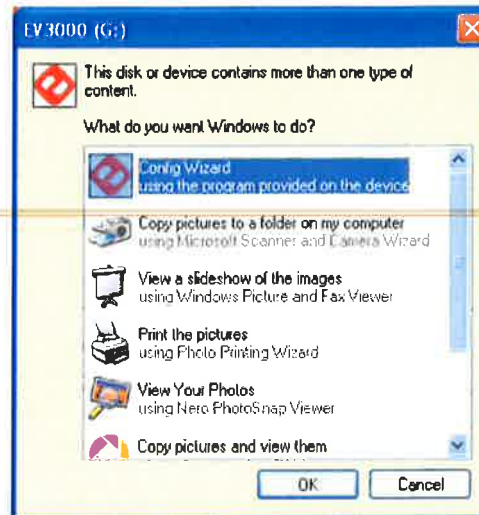 EV3000 (G:)
This disk or device contains more than one type of
content.
What do you want Windows to do?
Config Wizard
using the program provided on the device
Copy pictures to a folder on my computer
using Microsoft Scanner and Camera Wizard
View a slideshow of the images
using Windows Picture and Fax Viewer
Print the pictures
using Photo Printing Wizard
View Your Photos
using Nero PhotoSnap Viewer
Copy pictures and view them
OK
Cancel